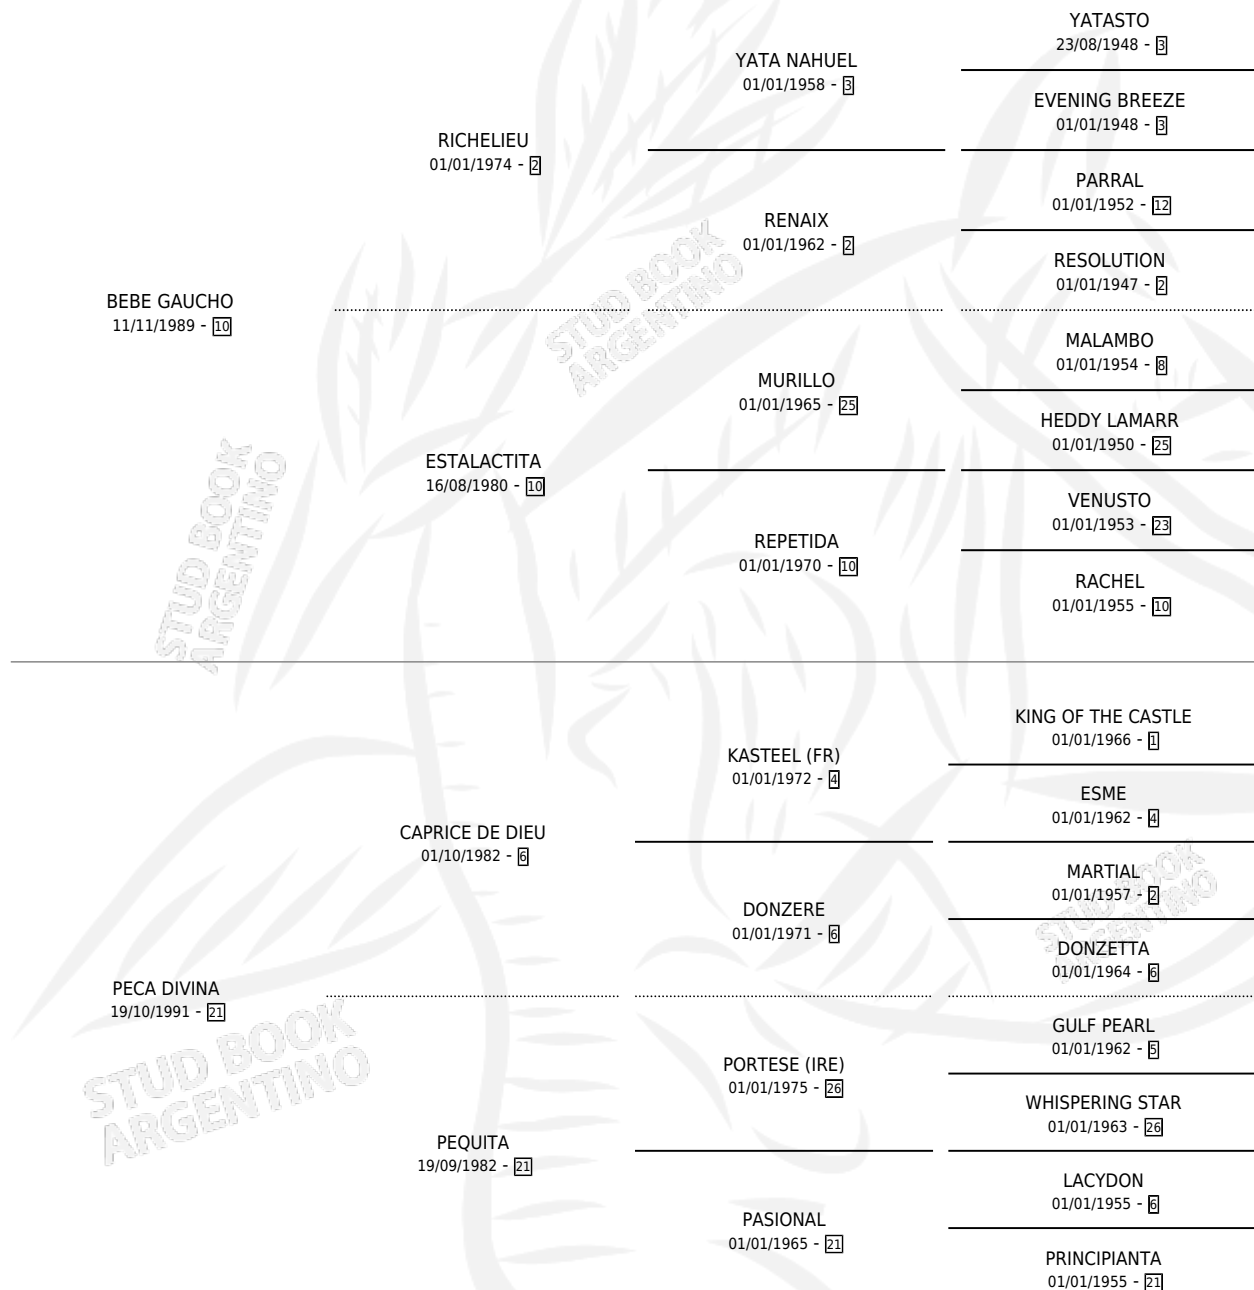 YATASTO
23/08/1948 - 3
YATA NAHUEL
01/01/1958 - 3
EVENING BREEZE
01/01/1948 - 3
RICHELIEU
01/01/1974 - 2
PARRAL
01/01/1952 - 12
RENAIX
01/01/1962 - 2
RESOLUTION
01/01/1947 - 2
BEBE GAUCHO
11/11/1989 - 10
STUD BOOK
ARGENTINO
MALAMBO
01/01/1954 - 8
MURILLO
01/01/1965 - 25
HEDDY LAMARR
01/01/1950 - 25
ESTALACTITA
16/08/1980 - 10
VENUSTO
01/01/1953 - 23
REPETIDA
01/01/1970 - 10
RACHEL
01/01/1955 - 10
STUD BOOK
ARGENTINO
KING OF THE CASTLE
01/01/1966 - 1
KASTEEL (FR)
01/01/1972 - 4
ESME
01/01/1962 - 4
CAPRICE DE DIEU
01/10/1982 - 6
MARTIAL
01/01/1957 - 2
DONZERE
01/01/1971 - 6
DONZETTA
01/01/1964 - 6
STUD BOOK
ARGENTINO
PECA DIVINA
19/10/1991 - 21
STUD BOOK
ARGENTINO
GULF PEARL
01/01/1962 - 5
PORTESE (IRE)
01/01/1975 - 26
WHISPERING STAR
01/01/1963 - 26
PEQUITA
19/09/1982 - 21
LACYDON
01/01/1955 - 6
PASIONAL
01/01/1965 - 21
PRINCIPIANTA
01/01/1955 - 21